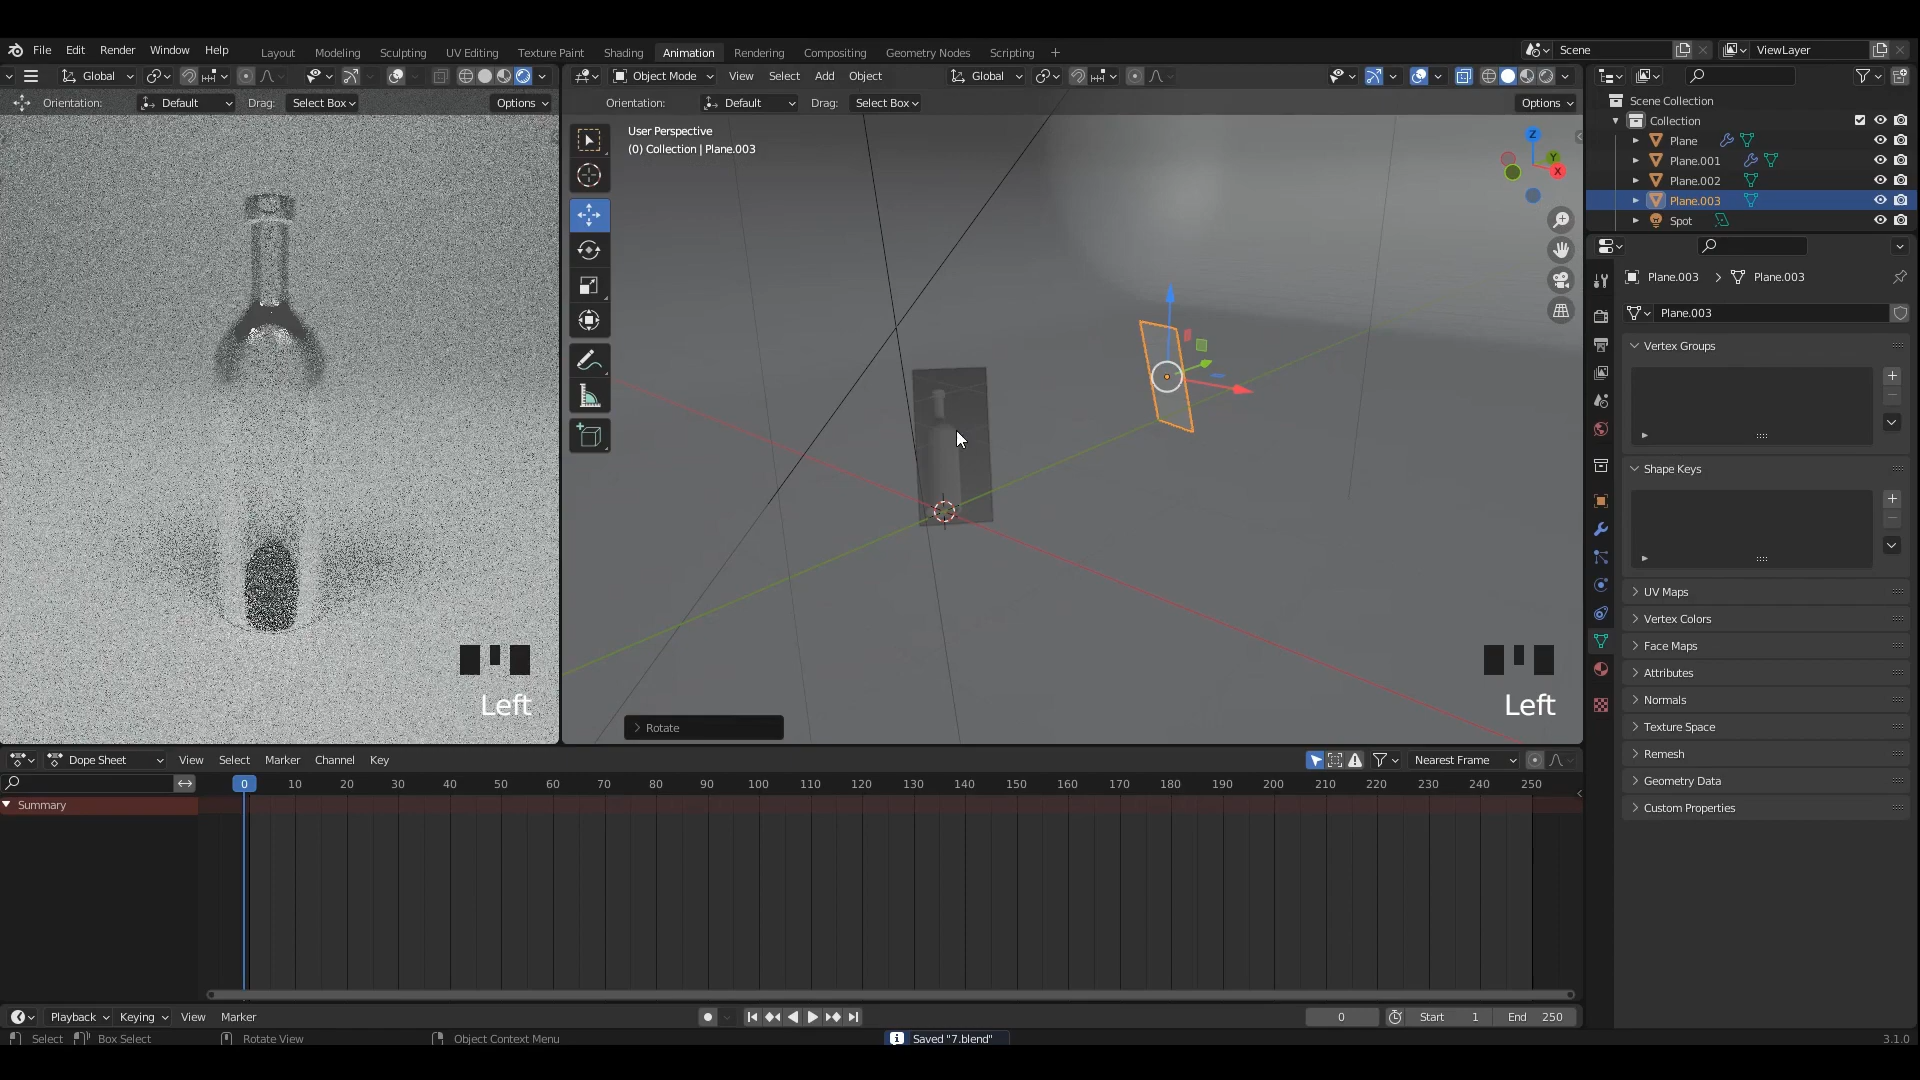 File Edit Render Window Help
Layout Modeling Sculpting UV Editing Texture Paint Shading Animation Rendering Compositing Geometry Nodes Scripting +
Scene
ViewLayer
Global
Object Mode View Select Add Object
Global
Orientation: Default Drag: Select Box Options
Orientation: Default Drag: Select Box Options
User Perspective
(0) Collection | Plane.003
Z
Y
X
Scene Collection
Collection
Plane
Plane.001
Plane.002
Plane.003
Spot
Plane.003 > Plane.003
Plane.003
Vertex Groups
Shape Keys
UV Maps
Vertex Colors
Face Maps
Attributes
Normals
Texture Space
Remesh
Geometry Data
Custom Properties
Left
Left
Rotate
Dope Sheet View Select Marker Channel Key
Nearest Frame
0 10 20 30 40 50 60 70 80 90 100 110 120 130 140 150 160 170 180 190 200 210 220 230 240 250
Summary
Playback Keying View Marker
0 Start 1 End 250
Select Box Select Rotate View Object Context Menu
Saved "7.blend"
3.1.0